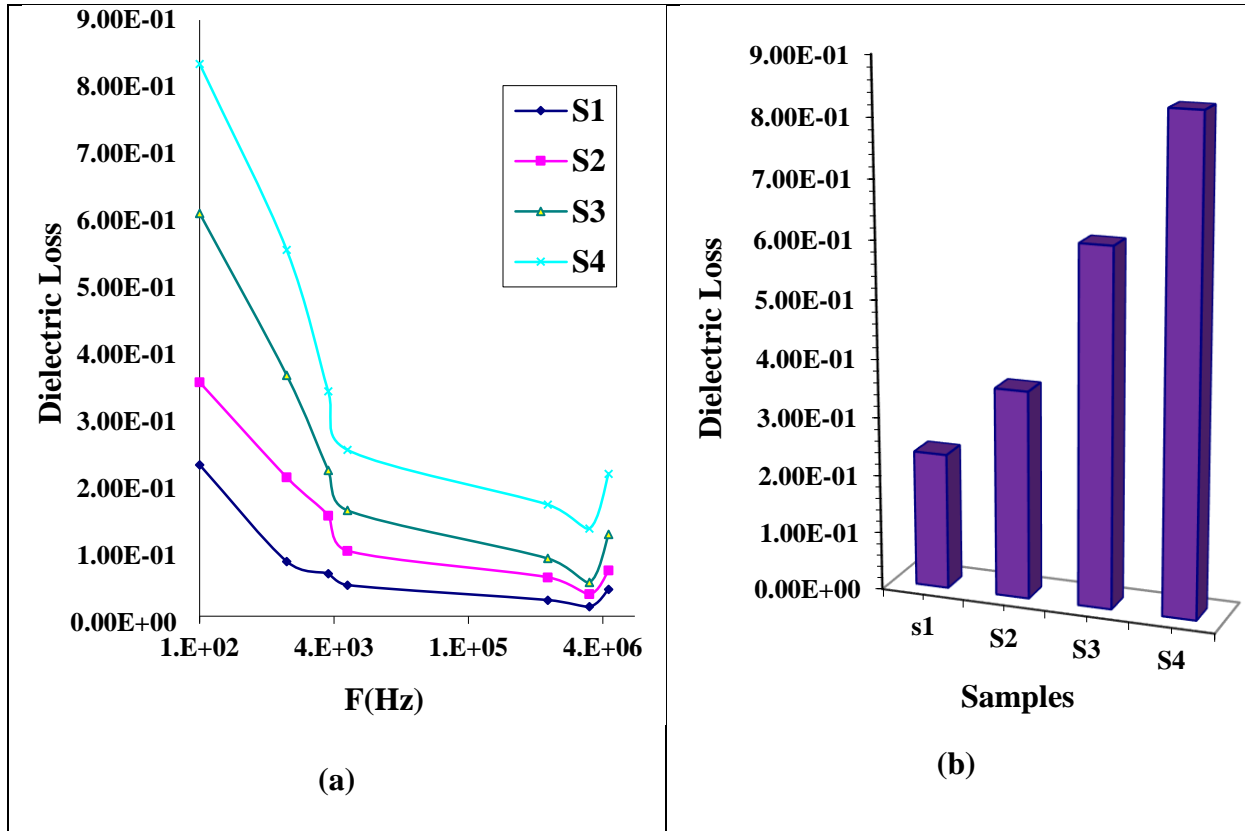 9.00E-01
8.00E-01
7.00E-01
6.00E-01
5.00E-01
4.00E-01
3.00E-01
2.00E-01
1.00E-01
0.00E+00
Dielectric Loss
1.E+02 4.E+03 1.E+05 4.E+06
F(Hz)
S1
S2
S3
S4
(a)
9.00E-01
8.00E-01
7.00E-01
6.00E-01
5.00E-01
4.00E-01
3.00E-01
2.00E-01
1.00E-01
0.00E+00
Dielectric Loss
s1 S2 S3 S4
Samples
(b)